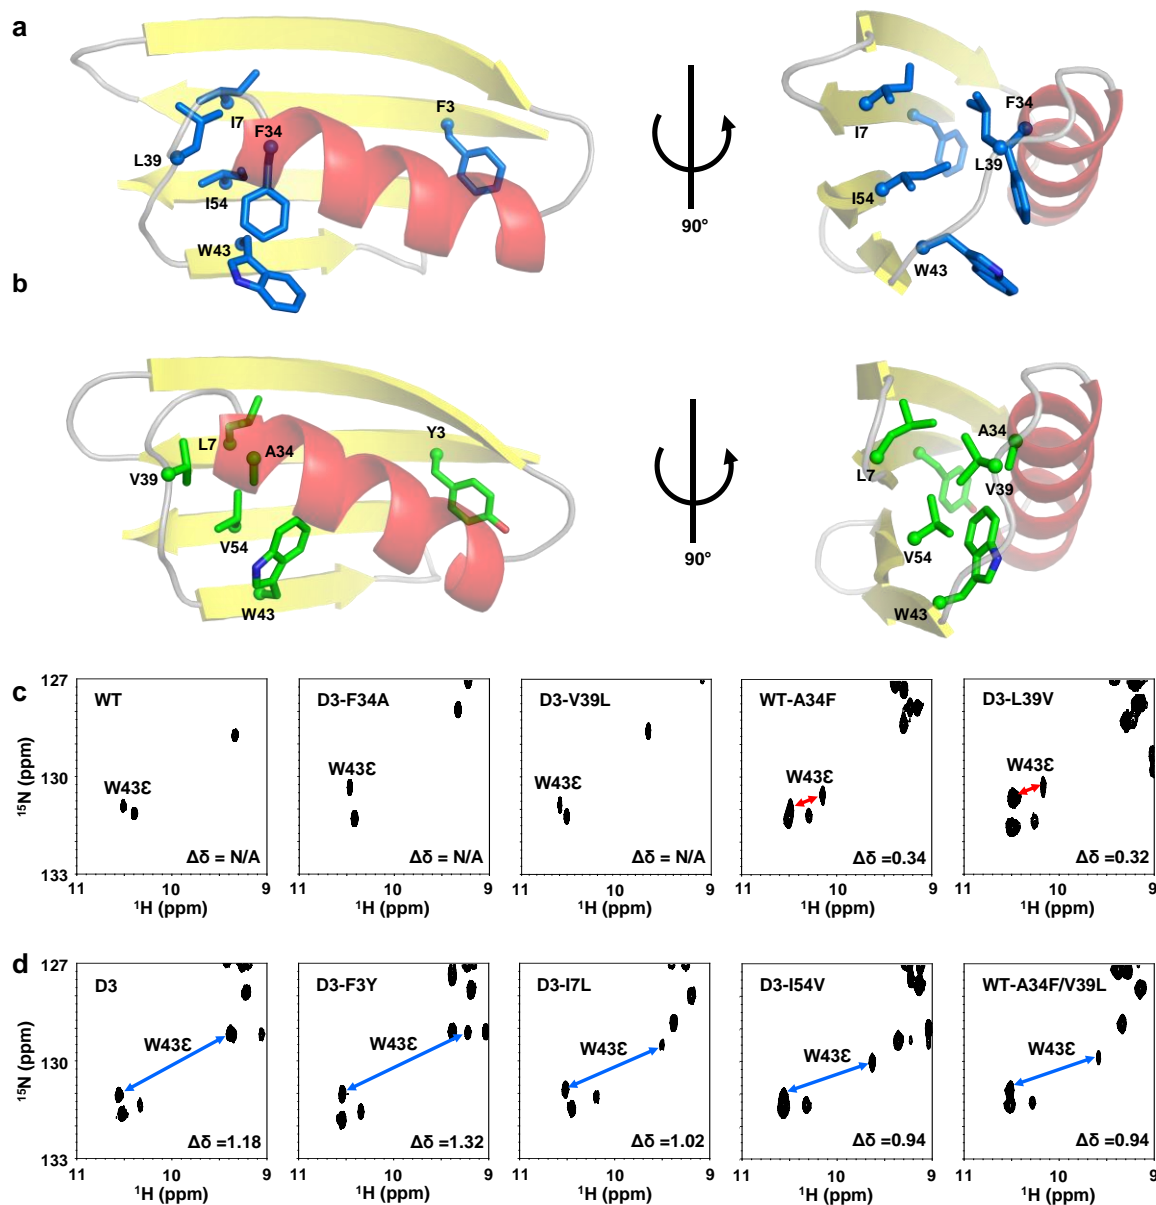 a
I7
F34
F3
L39
I54
W43
90°
F34
I7
L39
I54
W43
b
L7
A34
Y3
V39
V54
W43
90°
A34
L7
V39
V54
W43
c
127
130
133
15N (ppm)
WT
W43Ɛ
Δδ = N/A
11 10 9
1H (ppm)
D3-F34A
W43Ɛ
Δδ = N/A
11 10 9
1H (ppm)
D3-V39L
W43Ɛ
Δδ = N/A
11 10 9
1H (ppm)
WT-A34F
W43Ɛ
Δδ =0.34
11 10 9
1H (ppm)
D3-L39V
W43Ɛ
Δδ =0.32
11 10 9
1H (ppm)
d
127
130
133
15N (ppm)
D3
W43Ɛ
Δδ =1.18
11 10 9
1H (ppm)
D3-F3Y
W43Ɛ
Δδ =1.32
11 10 9
1H (ppm)
D3-I7L
W43Ɛ
Δδ =1.02
11 10 9
1H (ppm)
D3-I54V
W43Ɛ
Δδ =0.94
11 10 9
1H (ppm)
WT-A34F/V39L
W43Ɛ
Δδ =0.94
11 10 9
1H (ppm)